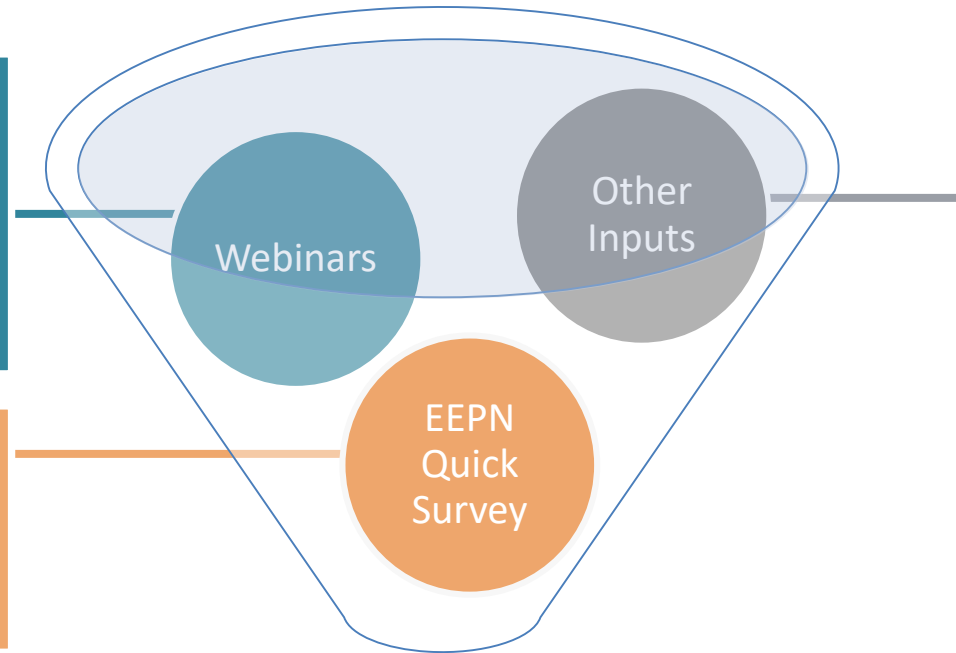 Webinars
Other
Inputs
EEPN
Quick
Survey